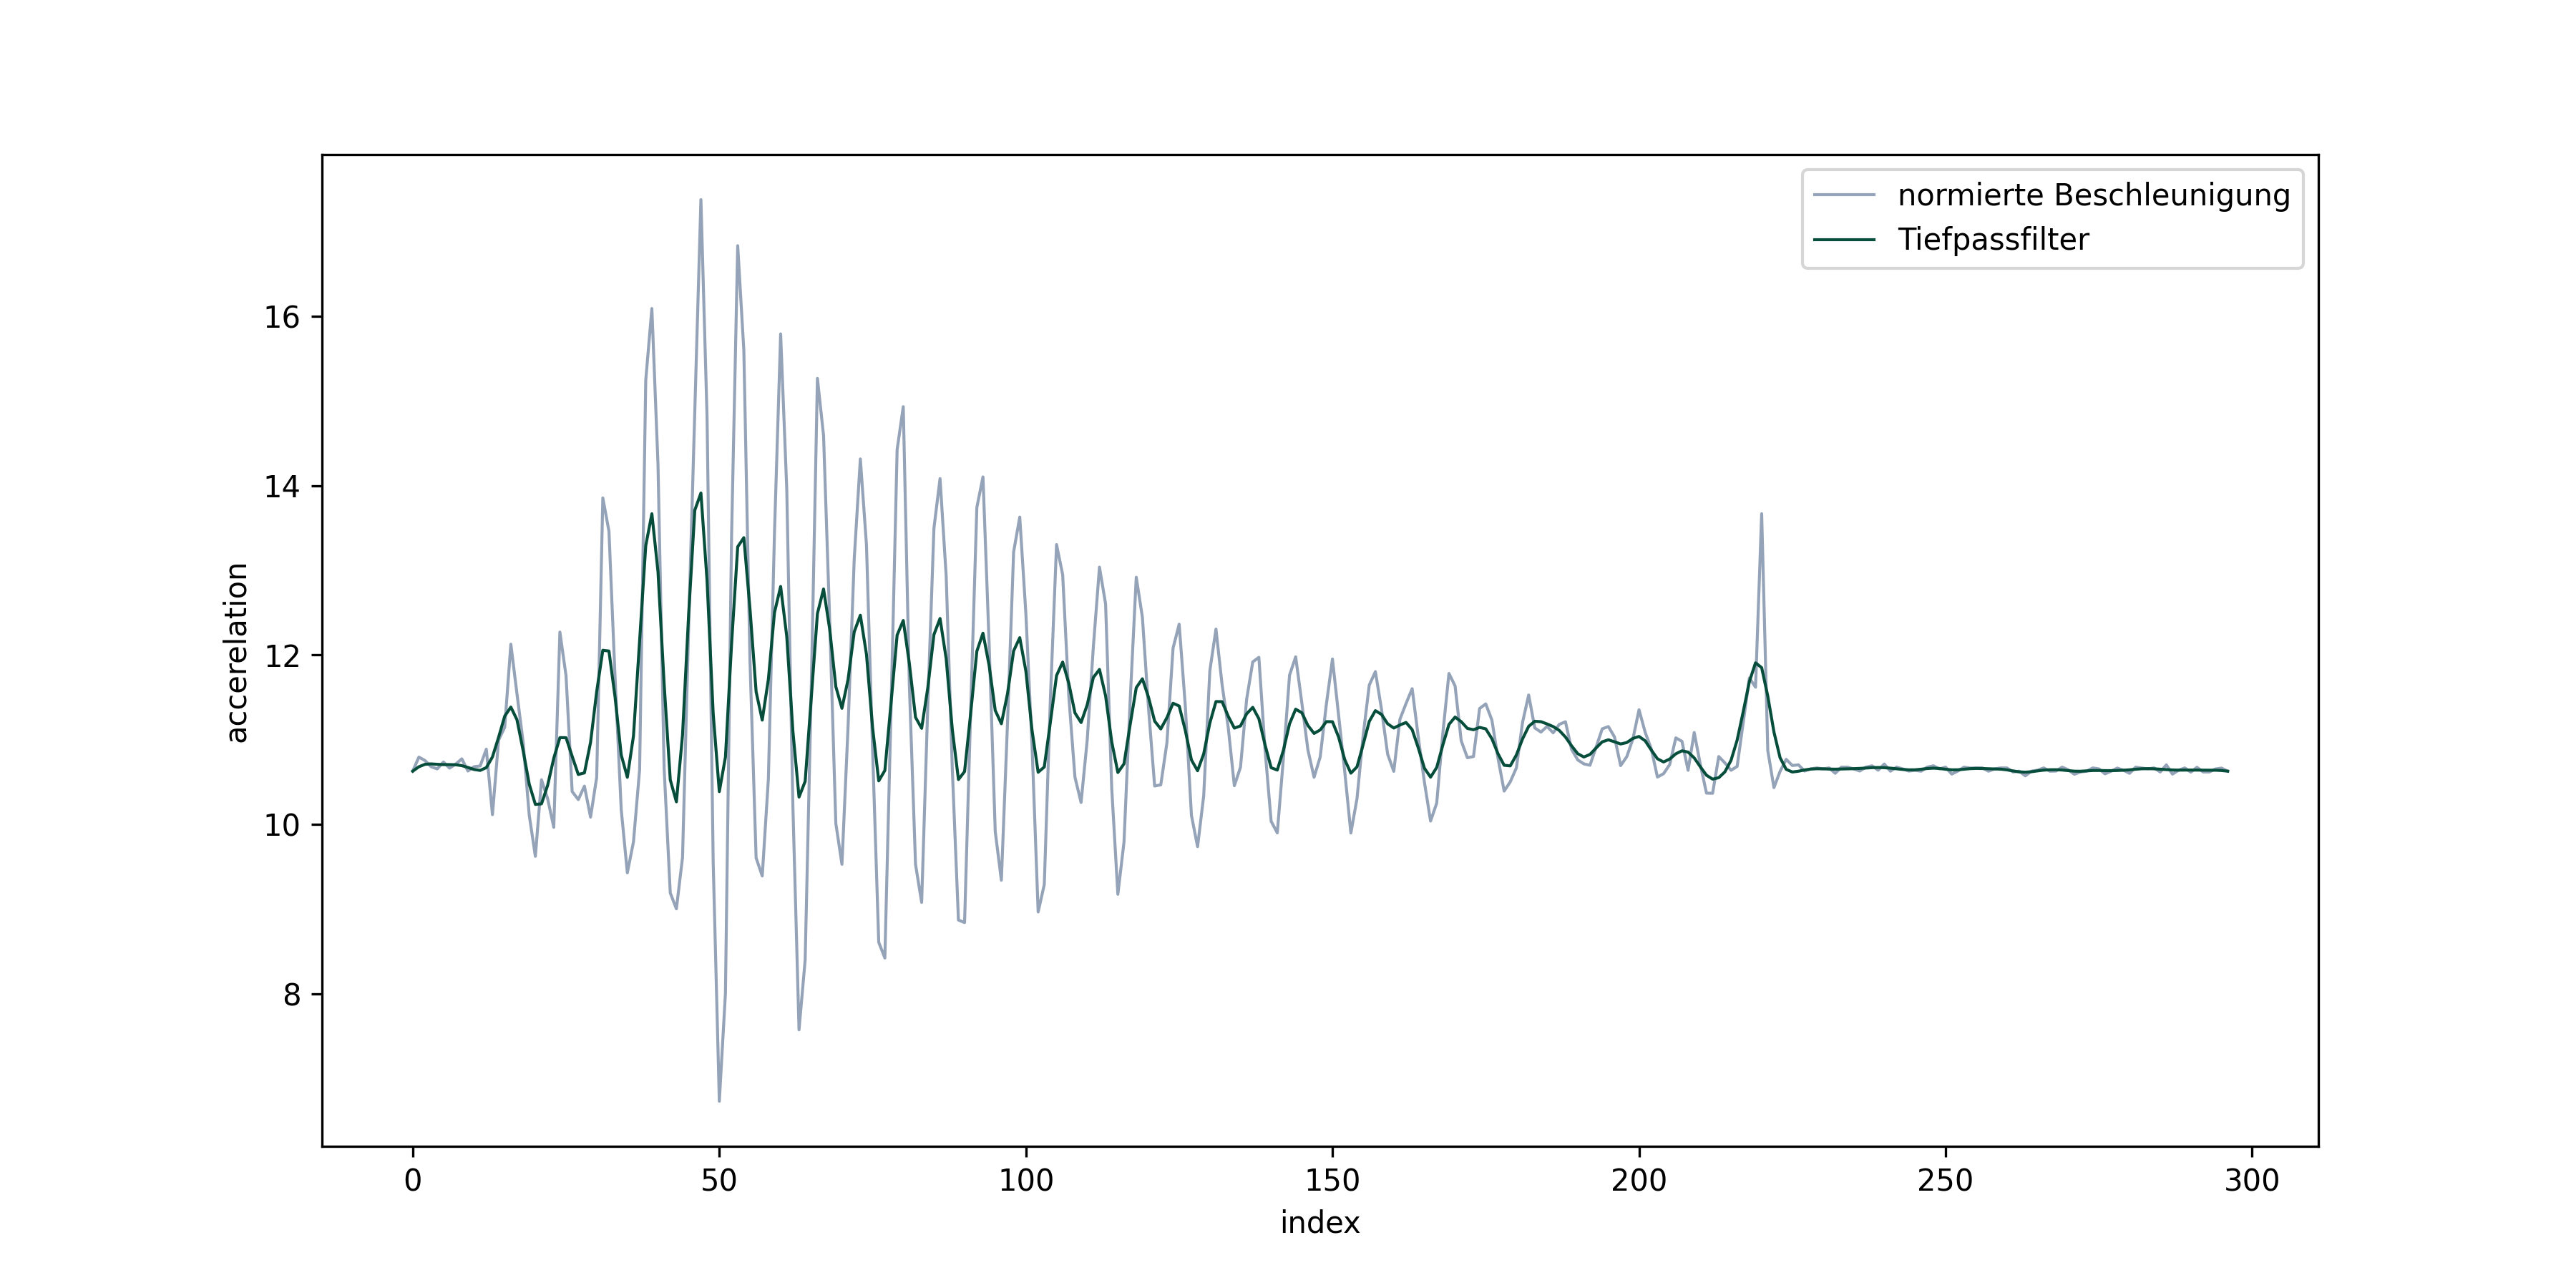 normierte Beschleunigung
Tiefpassfilter
16
14
12
10
8
accerelation
0 50 100 150 200 250 300
index